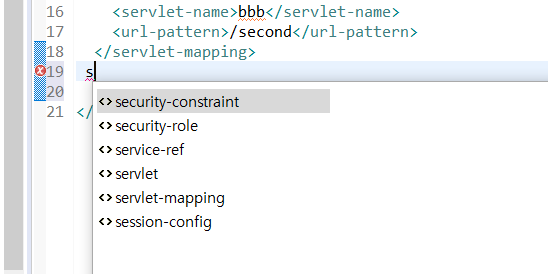 16 <servlet-name>bbb</servlet-name>
17 <url-pattern>/second</url-pattern>
18 </servlet-mapping>
19 s
20
21 </
<> security-constraint
<> security-role
<> service-ref
<> servlet
<> servlet-mapping
<> session-config